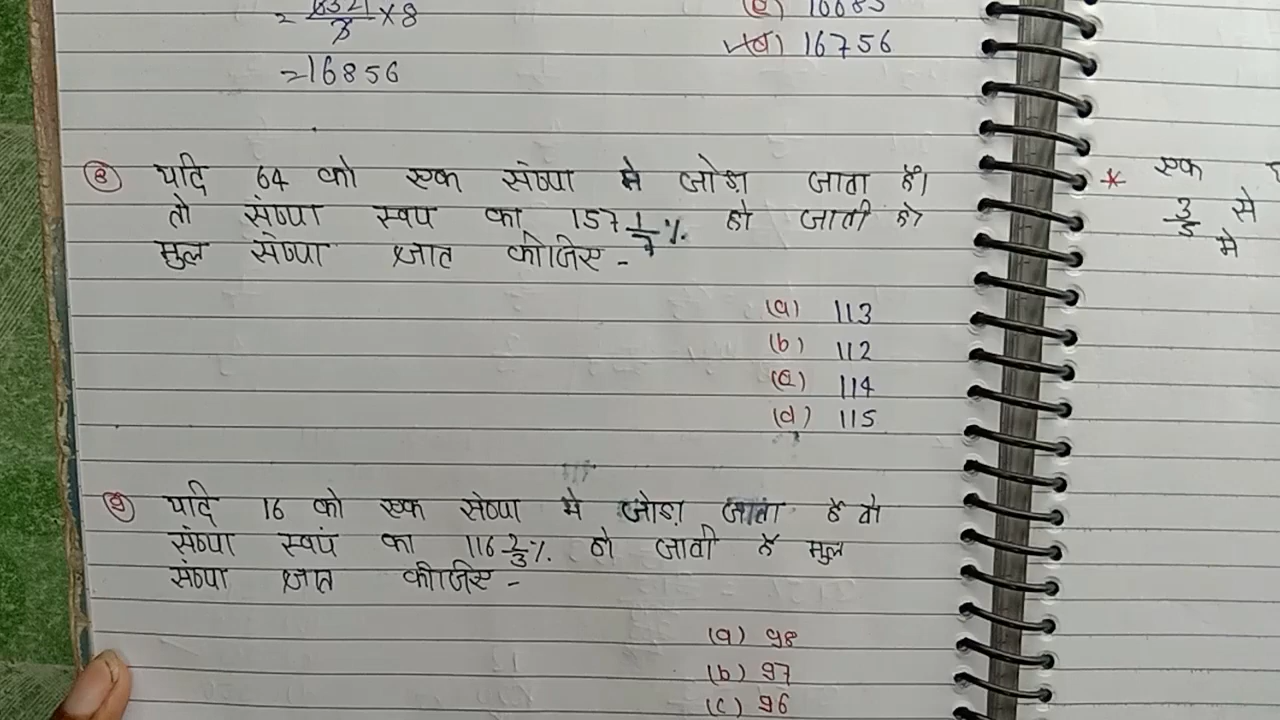 × 8
= 16856
16756
⑧ यदि 64 को एक संख्या मे जोड़ा जाता है।
तो संख्या स्वयं का 157 1/7 % हो जाती हो
मुल संख्या ज्ञात कीजिए -
(a) 113
(b) 112
(c) 114
(d) 115
⑨ यदि 16 को एक संख्या मे जोड़ा जाता है तो
संख्या स्वयं का 116 2/3 % हो जाती है मुल
संख्या ज्ञात कीजिए -
(a) 98
(b) 97
(c) 96
* एक
3/5 से
मे